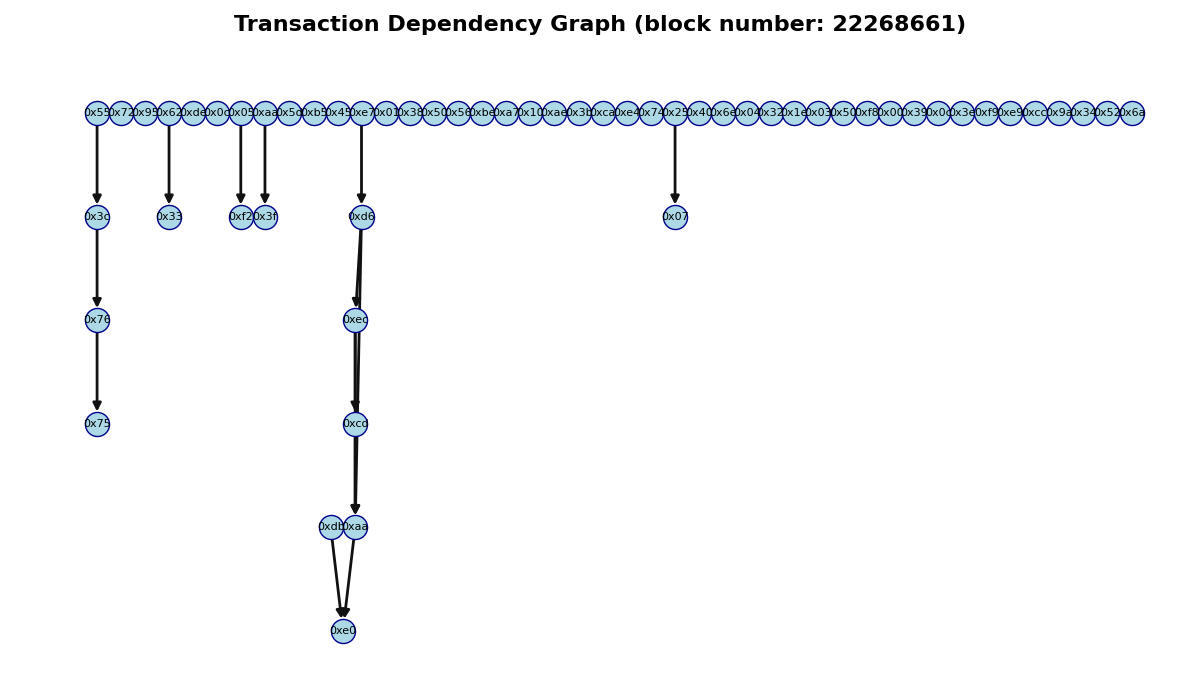 Transaction Dependency Graph (block number: 22268661)
0x55 0x72 0x95 0x62 0xde 0x0c 0x05 0xaa 0x5c 0xb5 0x45 0xe7 0x01 0x38 0x50 0x56 0xbe 0xa7 0x10 0xae 0x3b 0xca 0xe4 0x74 0x25 0x40 0x6e 0x04 0x32 0x1e 0x03 0x50 0xf8 0x00 0x39 0x0c 0x3e 0xf9 0xe9 0xcc 0x9a 0x34 0x52 0x6a
0x3c 0x33 0xf2 0x3f 0xd6 0x07
0x76 0xec
0x75 0xcd
0xdb 0xaa
0xe0